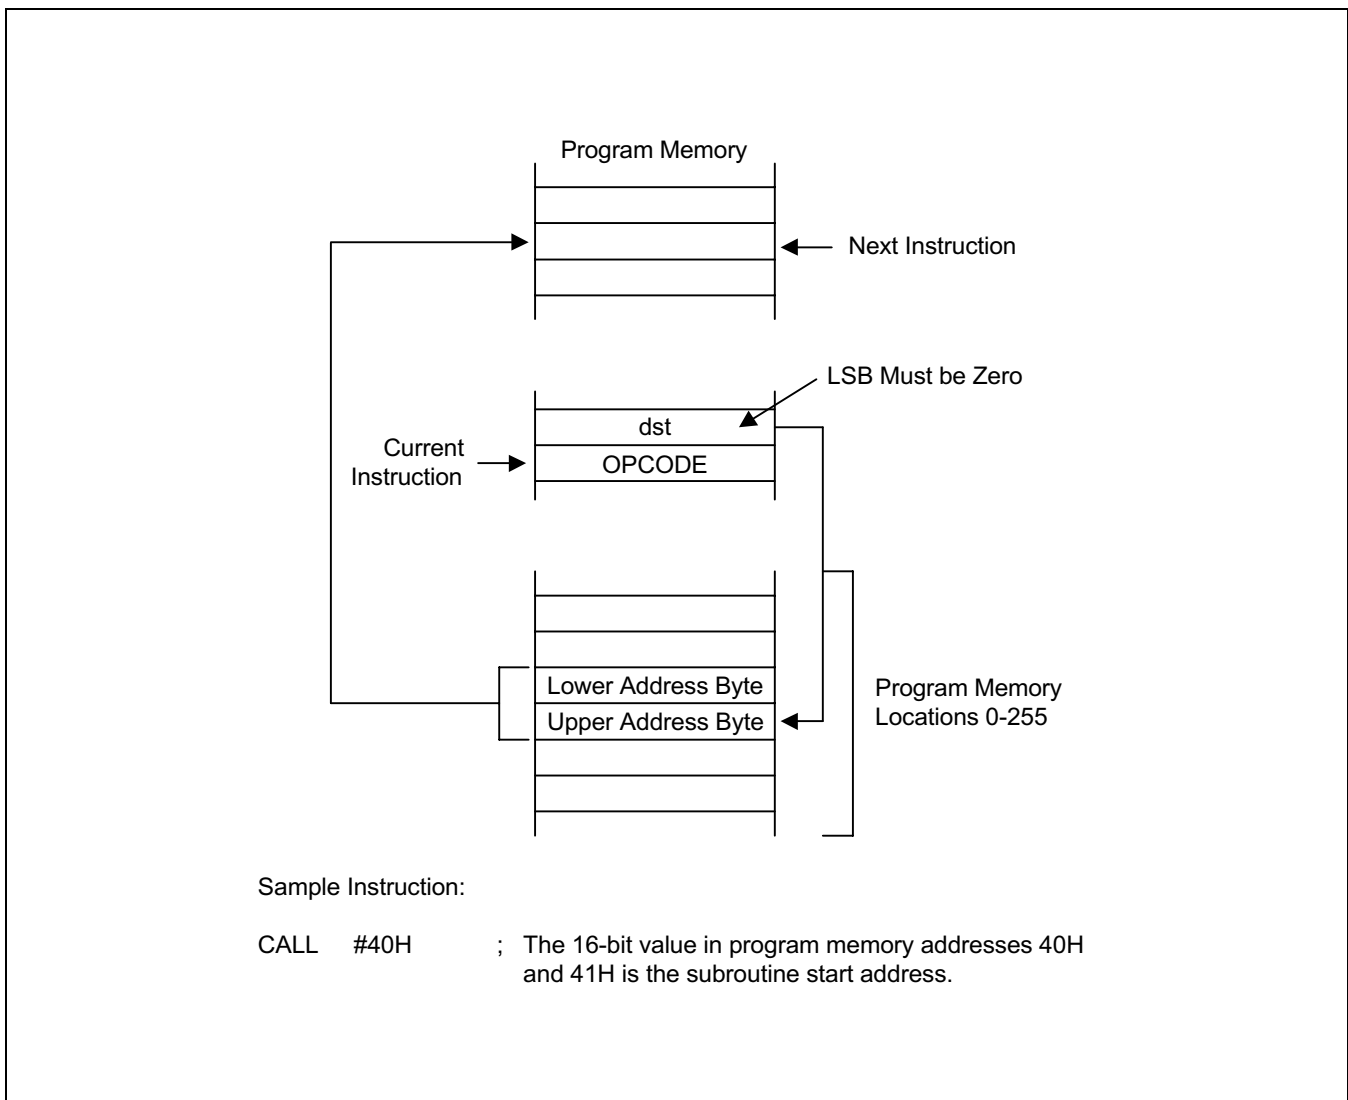 Program Memory
Next Instruction
LSB Must be Zero
dst
Current
Instruction
OPCODE
Lower Address Byte
Upper Address Byte
Program Memory
Locations 0-255
Sample Instruction:
CALL #40H ; The 16-bit value in program memory addresses 40H
and 41H is the subroutine start address.